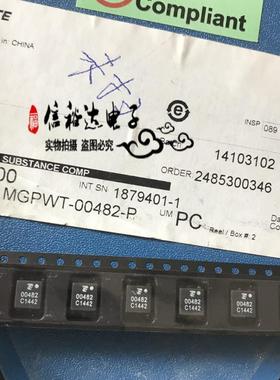 Compliant
TE
in: CHINA
INSP :089
信裕达电子
实物拍摄 盗图必究
14103102
SUBSTANCE COMP
ORDER: 2485300346
00
INT SN 1879401-1
MGPWT-00482-P
UM PC
Reel / Box #: 2
00482
C1442
00482
C1442
00482
C1442
00482
C1442
00482
C1442